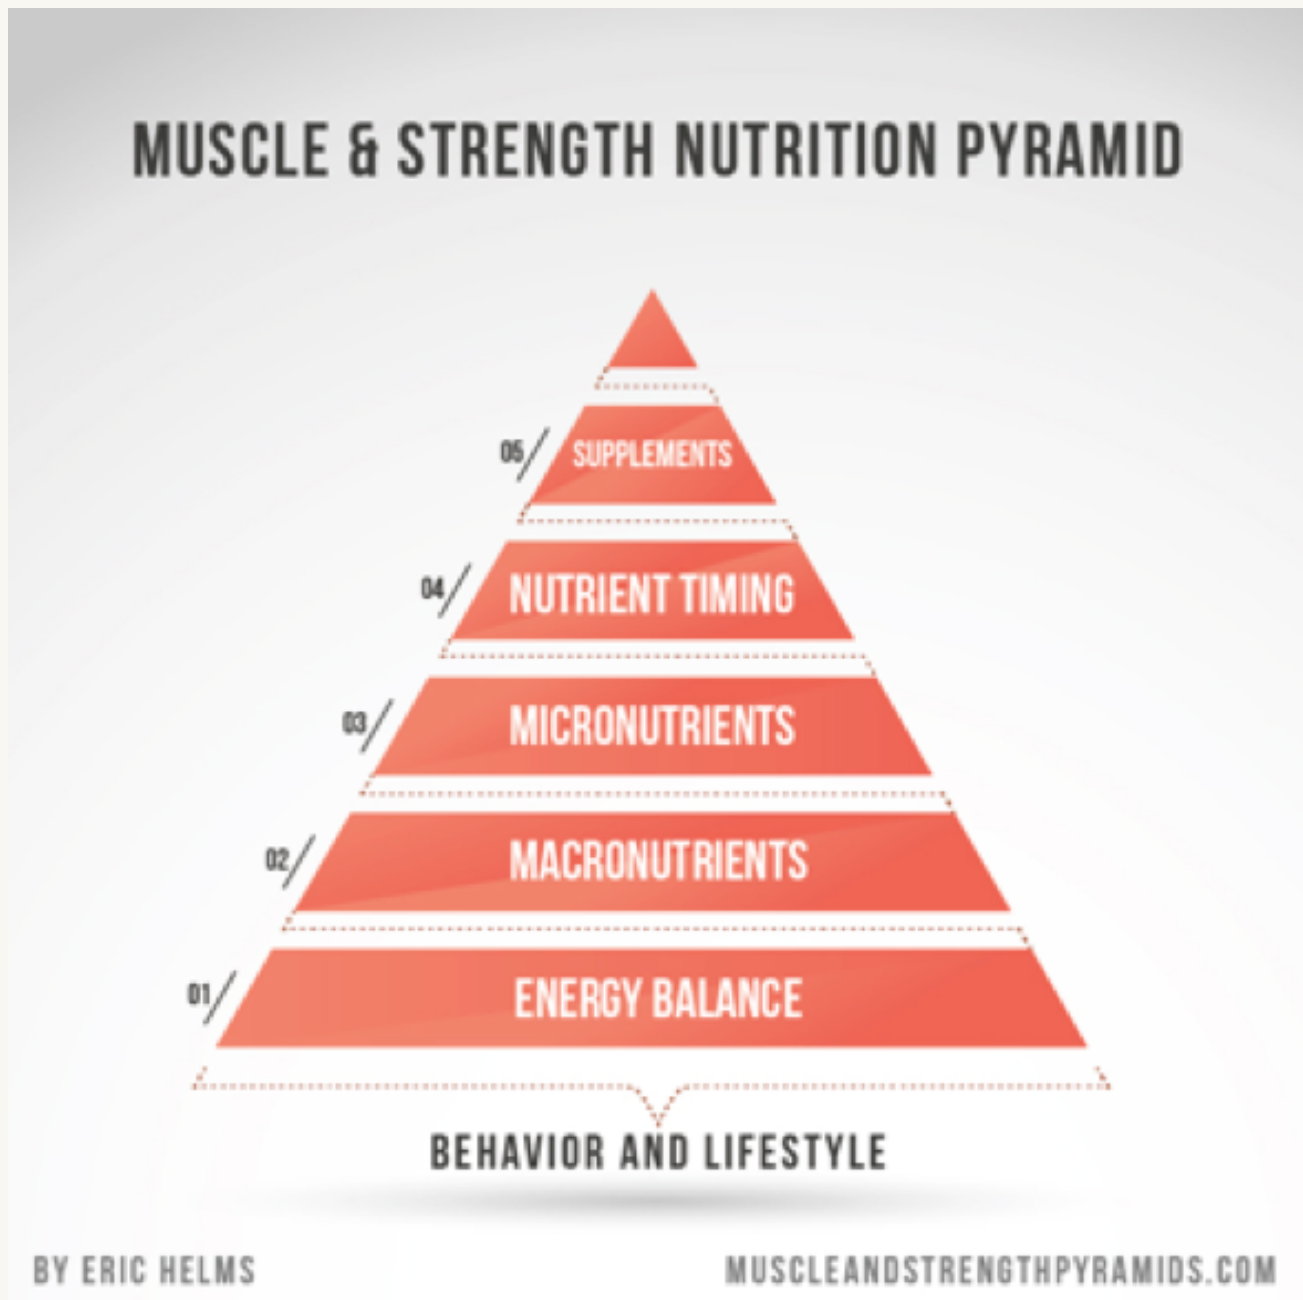 MUSCLE & STRENGTH NUTRITION PYRAMID
05/ SUPPLEMENTS
04/ NUTRIENT TIMING
03/ MICRONUTRIENTS
02/ MACRONUTRIENTS
01/ ENERGY BALANCE
BEHAVIOR AND LIFESTYLE
BY ERIC HELMS
MUSCLEANDSTRENGTHPYRAMIDS.COM